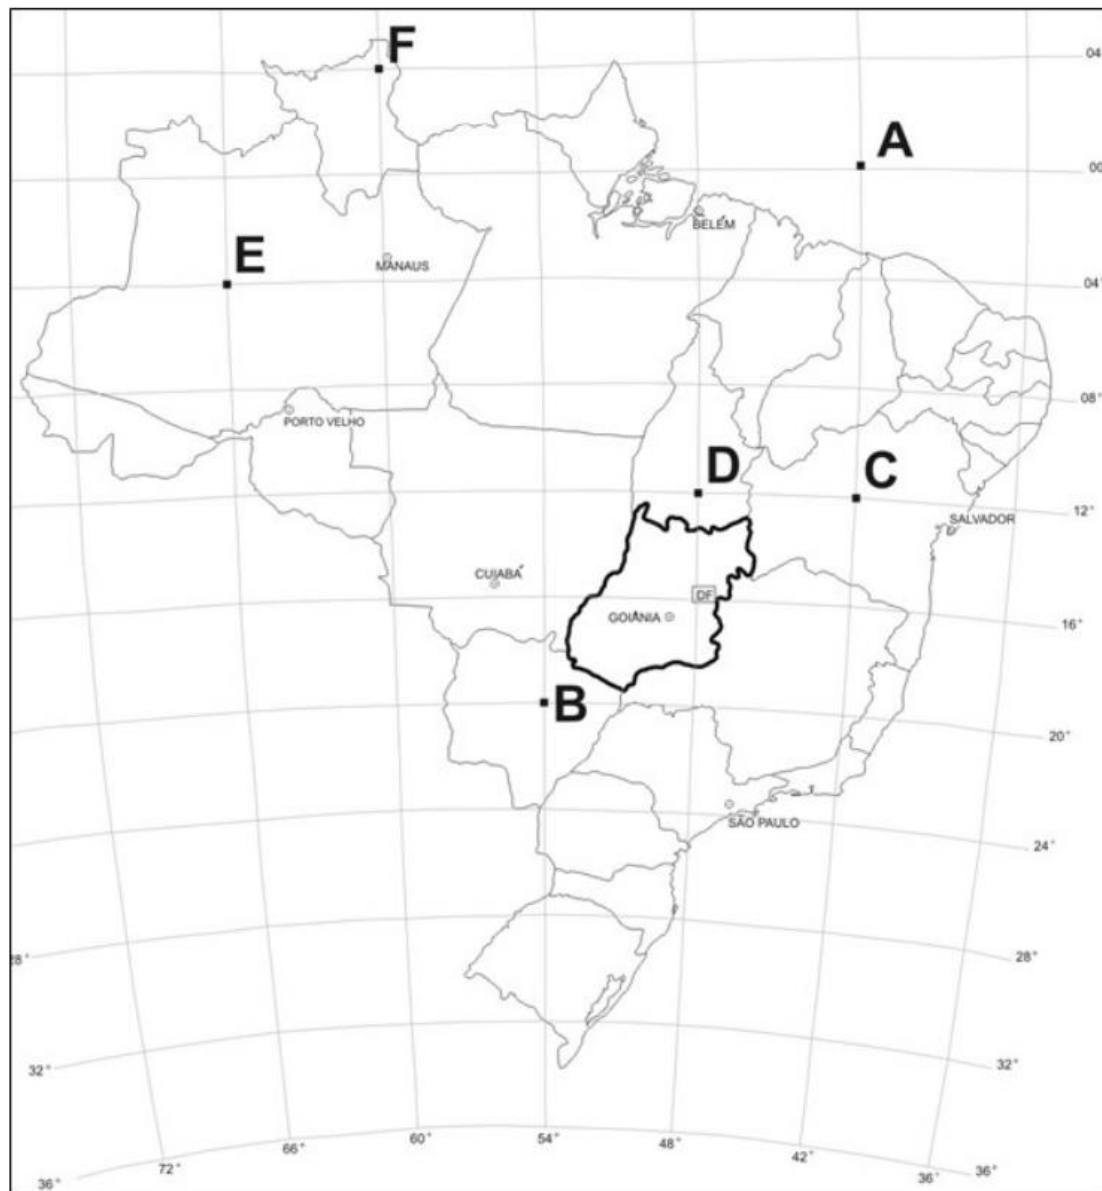 F
04
A
00
BELÉM
E
MANAUS
04°
08°
PORTO VELHO
D
C
12°
SALVADOR
CUIABÁ
DF
GOIÂNIA
16°
B
20°
SÃO PAULO
24°
28°
28°
32°
32°
60°
54°
48°
66°
42°
72°
36°
36°
36°